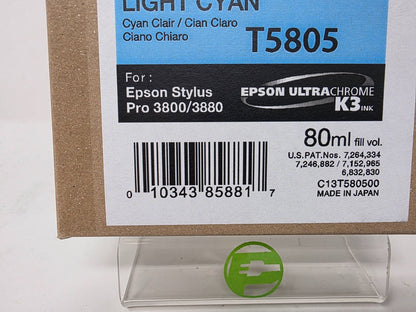 LIGHT CYAN
Cyan Clair / Cian Claro
Ciano Chiaro
T5805
For :
Epson Stylus
Pro 3800/3880
EPSON ULTRACHROME
K3 INK
80ml fill vol.
U.S.PAT.Nos. 7,264,334
7,246,882 / 7,152,965
6,832,830
C13T580500
MADE IN JAPAN
0 10343 85881 7